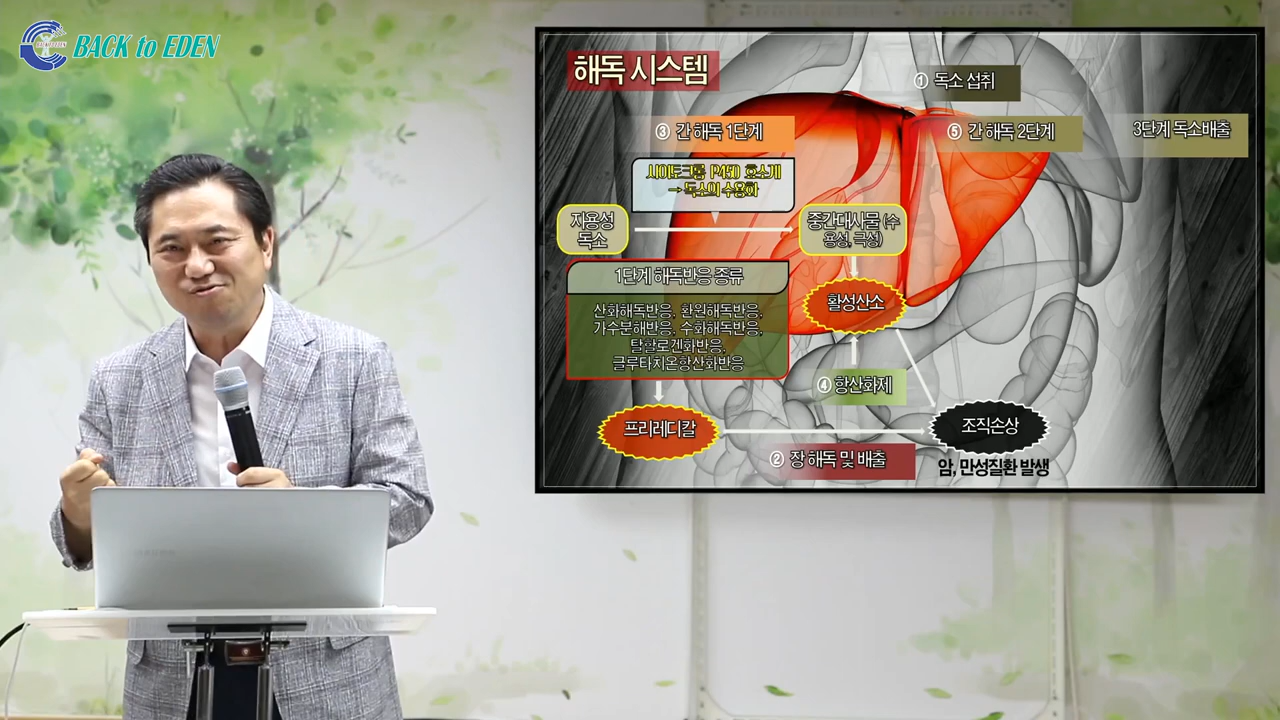 BACK to EDEN
해독 시스템
① 독소 섭취
③ 간 해독 1단계
⑤ 간 해독 2단계
3단계 독소배출
시이토크롬 P450 효소계
→ 독소의 수용화
지용성
독소
중간대사물 (수
용성, 극성)
1단계 해독반응 종류
산화해독반응, 환원해독반응,
가수분해반응, 수화해독반응,
탈할로겐화반응,
글루타치온항산화반응
활성산소
④ 항산화제
프리레디칼
조직손상
② 장 해독 및 배출
암, 만성질환 발생